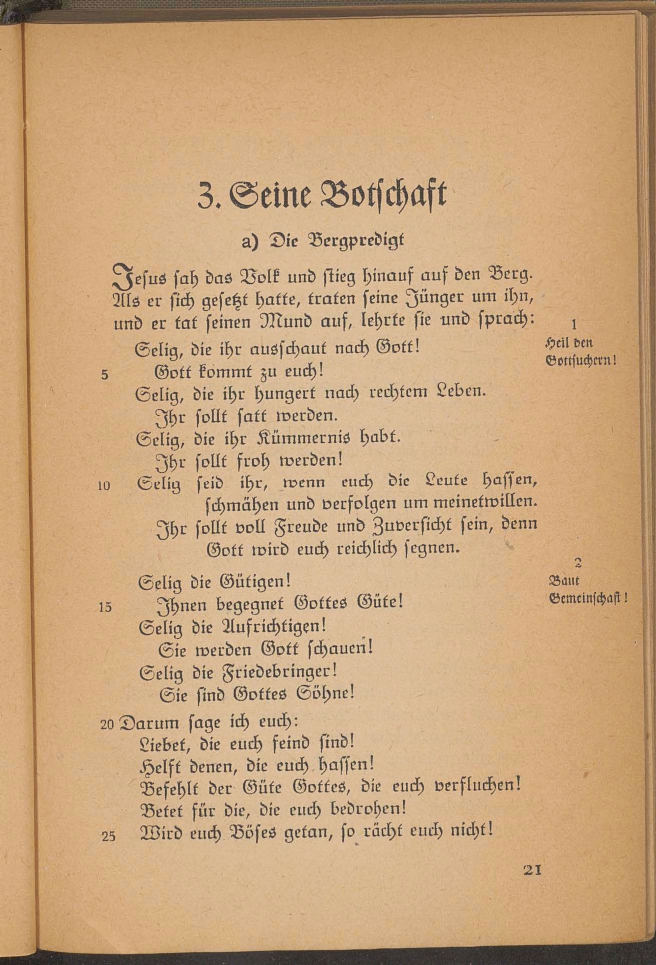 3. Seine Botschaft
a) Die Bergpredigt
Jesus sah das Volk und stieg hinauf auf den Berg.
Als er sich gesetzt hatte, traten seine Jünger um ihn,
und er tat seinen Mund auf, lehrte sie und sprach:
1
Heil den
Gottsuchern!
Selig, die ihr ausschaut nach Gott!
5 Gott kommt zu euch!
Selig, die ihr hungert nach rechtem Leben.
Ihr sollt satt werden.
Selig, die ihr Kümmernis habt.
Ihr sollt froh werden!
10 Selig seid ihr, wenn euch die Leute hassen,
schmähen und verfolgen um meinetwillen.
Ihr sollt voll Freude und Zuversicht sein, denn
Gott wird euch reichlich segnen.
2
Baut
Gemeinschaft!
Selig die Gütigen!
15 Ihnen begegnet Gottes Güte!
Selig die Aufrichtigen!
Sie werden Gott schauen!
Selig die Friedebringer!
Sie sind Gottes Söhne!
20 Darum sage ich euch:
Liebet, die euch feind sind!
Helft denen, die euch hassen!
Befehlt der Güte Gottes, die euch verfluchen!
Betet für die, die euch bedrohen!
25 Wird euch Böses getan, so rächt euch nicht!
21